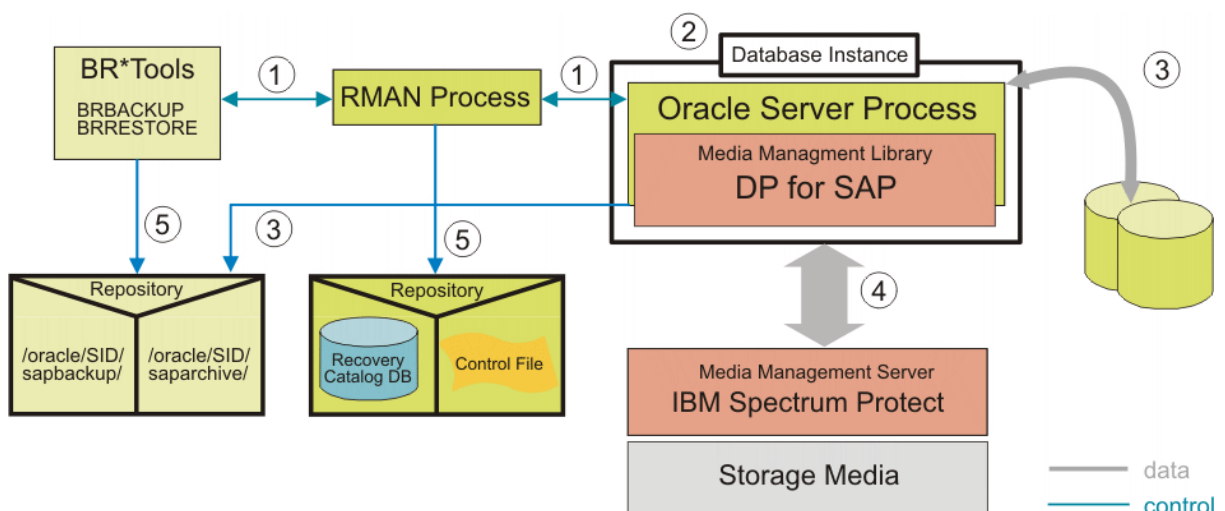 BR*Tools
BRBACKUP
BRRESTORE
1
RMAN Process
1
2
Database Instance
Oracle Server Process
Media Managment Library
DP for SAP
3
5
3
5
4
Repository
/oracle/SID/
sapbackup/
/oracle/SID/
saparchive/
Repository
Recovery
Catalog DB
Control File
Media Management Server
IBM Spectrum Protect
Storage Media
data
control